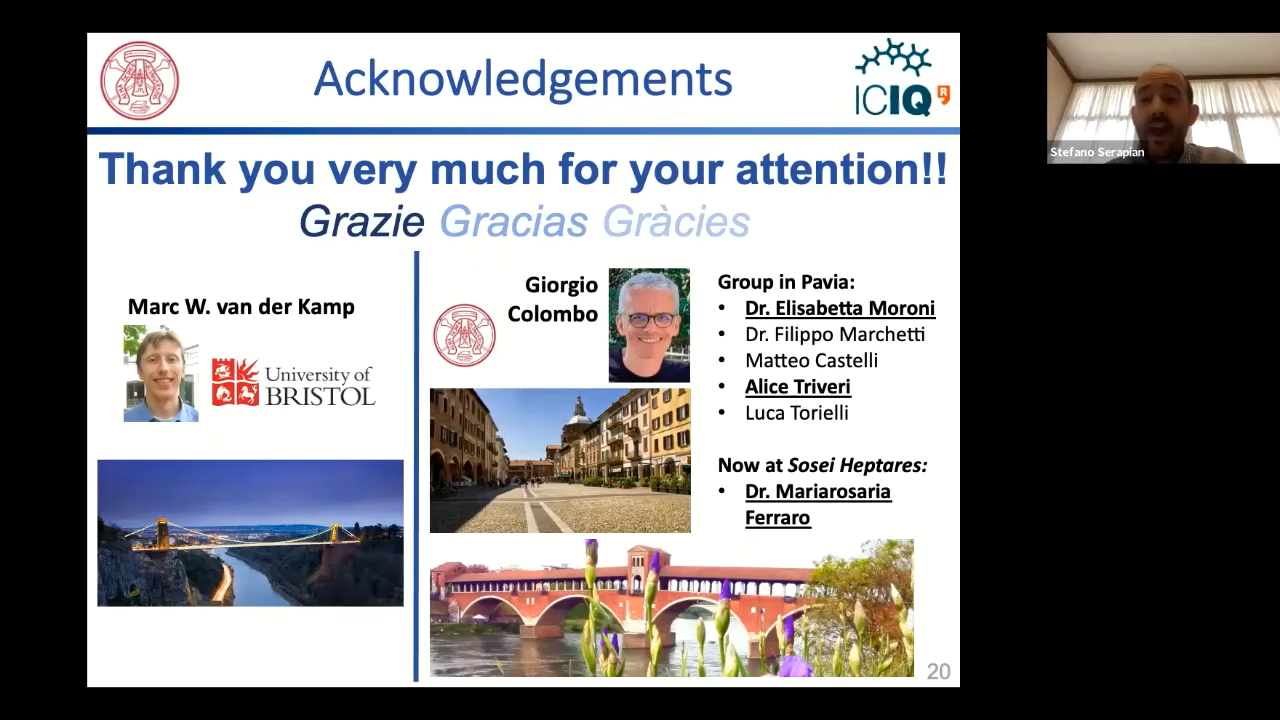 Acknowledgements
ICIQ
R
Thank you very much for your attention!!
Grazie Gracias Gràcies
Marc W. van der Kamp
University of
BRISTOL
Giorgio
Colombo
Group in Pavia:
• Dr. Elisabetta Moroni
• Dr. Filippo Marchetti
• Matteo Castelli
• Alice Triveri
• Luca Torielli
Now at Sosei Heptares:
• Dr. Mariarosaria
Ferraro
20
Stefano Serapian